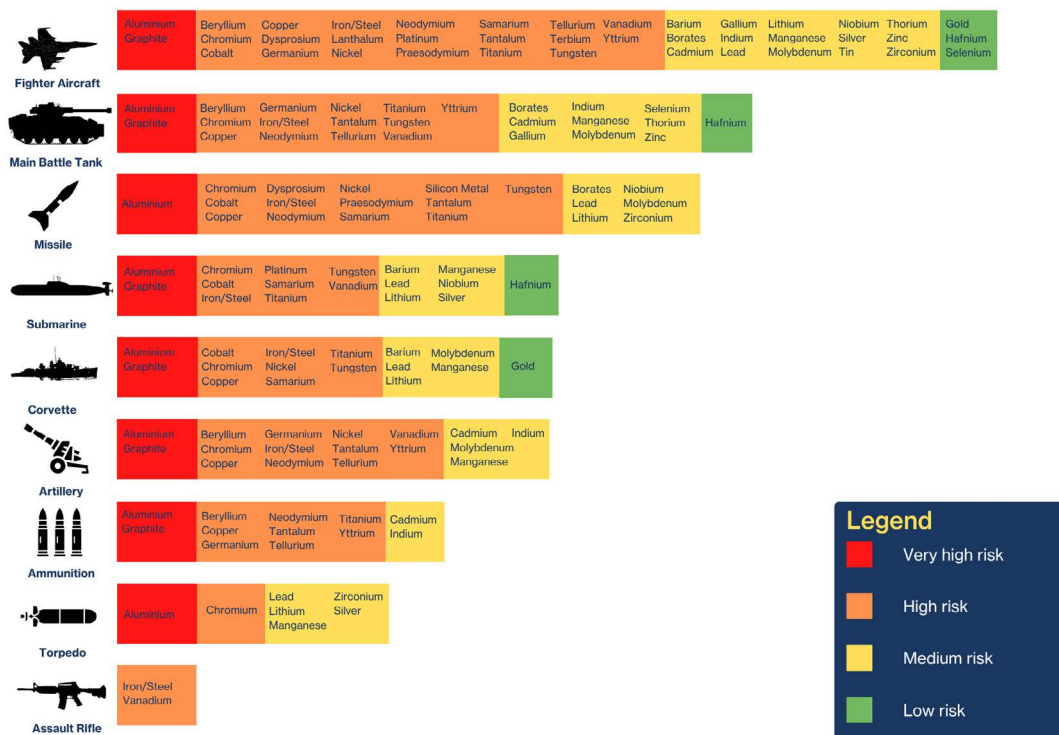 Aluminium
Graphite
Beryllium Copper Iron/Steel Neodymium Samarium Tellurium Vanadium
Chromium Dysprosium Lanthalum Platinum Tantalum Terbium Yttrium
Cobalt Germanium Nickel Praesodymium Titanium Tungsten
Barium Gallium Lithium Niobium Thorium
Borates Indium Manganese Silver Zinc
Cadmium Lead Molybdenum Tin Zirconium
Gold
Hafnium
Selenium
Fighter Aircraft
Aluminium
Graphite
Beryllium Germanium Nickel Titanium Yttrium
Chromium Iron/Steel Tantalum Tungsten
Copper Neodymium Tellurium Vanadium
Borates Indium Selenium
Cadmium Manganese Thorium
Gallium Molybdenum Zinc
Hafnium
Main Battle Tank
Aluminium
Chromium Dysprosium Nickel Silicon Metal Tungsten
Cobalt Iron/Steel Praesodymium Tantalum
Copper Neodymium Samarium Titanium
Borates Niobium
Lead Molybdenum
Lithium Zirconium
Missile
Aluminium
Graphite
Chromium Platinum Tungsten
Cobalt Samarium Vanadium
Iron/Steel Titanium
Barium Manganese
Lead Niobium
Lithium Silver
Hafnium
Submarine
Aluminium
Graphite
Cobalt Iron/Steel Titanium
Chromium Nickel Tungsten
Copper Samarium
Barium Molybdenum
Lead Manganese
Lithium
Gold
Corvette
Aluminium
Graphite
Beryllium Germanium Nickel Vanadium
Chromium Iron/Steel Tantalum Yttrium
Copper Neodymium Tellurium
Cadmium Indium
Molybdenum
Manganese
Artillery
Aluminium
Graphite
Beryllium Neodymium Titanium
Copper Tantalum Yttrium
Germanium Tellurium
Cadmium
Indium
Ammunition
Aluminium
Chromium
Lead Zirconium
Lithium Silver
Manganese
Torpedo
Iron/Steel
Vanadium
Assault Rifle
Legend
Very high risk
High risk
Medium risk
Low risk